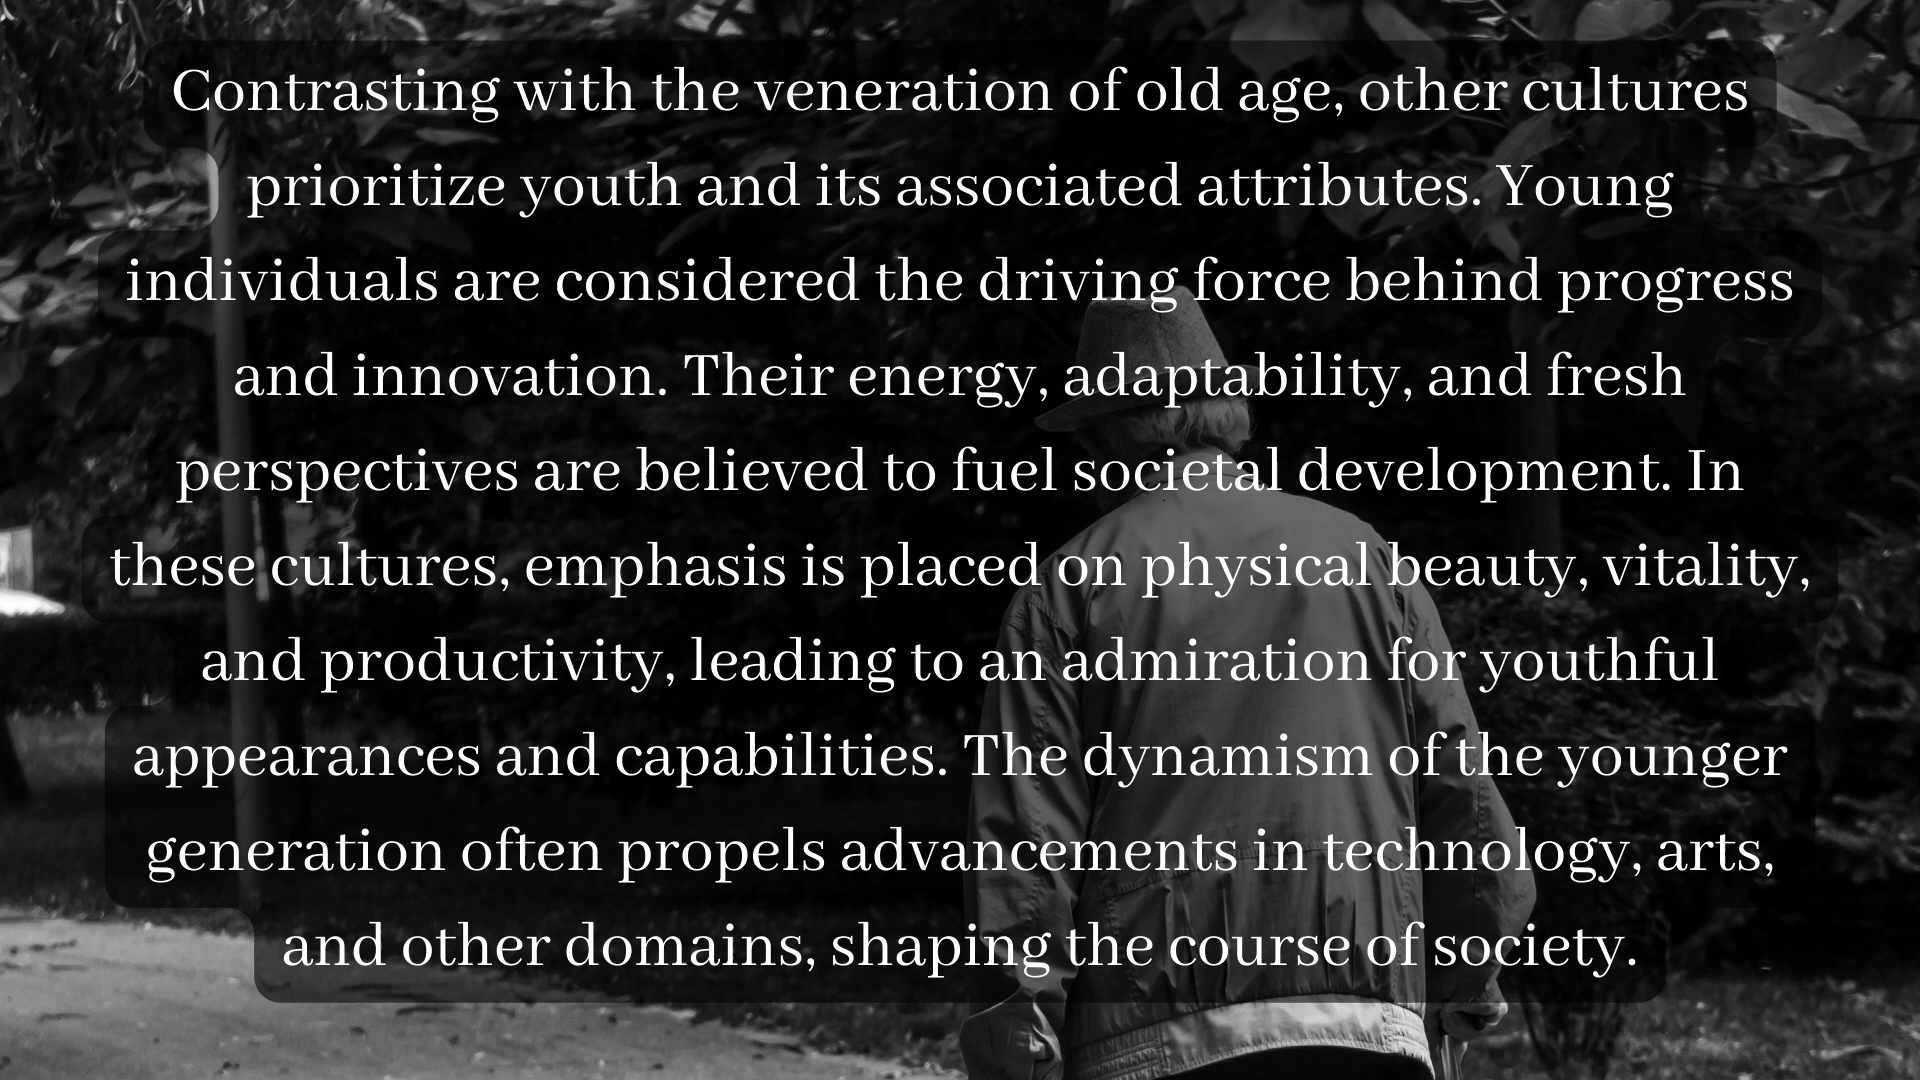 Contrasting with the veneration of old age, other cultures
prioritize youth and its associated attributes. Young
individuals are considered the driving force behind progress
and innovation. Their energy, adaptability, and fresh
perspectives are believed to fuel societal development. In
these cultures, emphasis is placed on physical beauty, vitality,
and productivity, leading to an admiration for youthful
appearances and capabilities. The dynamism of the younger
generation often propels advancements in technology, arts,
and other domains, shaping the course of society.